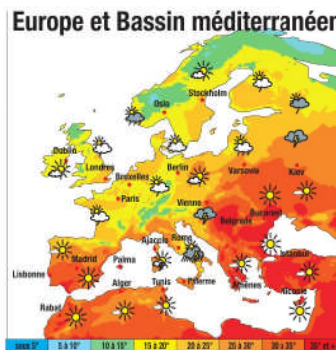 Europe et Bassin méditerranéen
Stockholm
Oslo
Dublin
Londres
Berlin
Varsovie
Bruxelles
Kiev
Paris
Vienne
Bucarest
Belgrade
Ajaccio
Rome
Madrid
Palma
Istanbul
Lisbonne
Alger
Tunis
Palerme
Athènes
Nicosie
Rabat
sous 5° 5 à 10° 10 à 15° 15 à 20° 20 à 25° 25 à 30° 30 à 35°